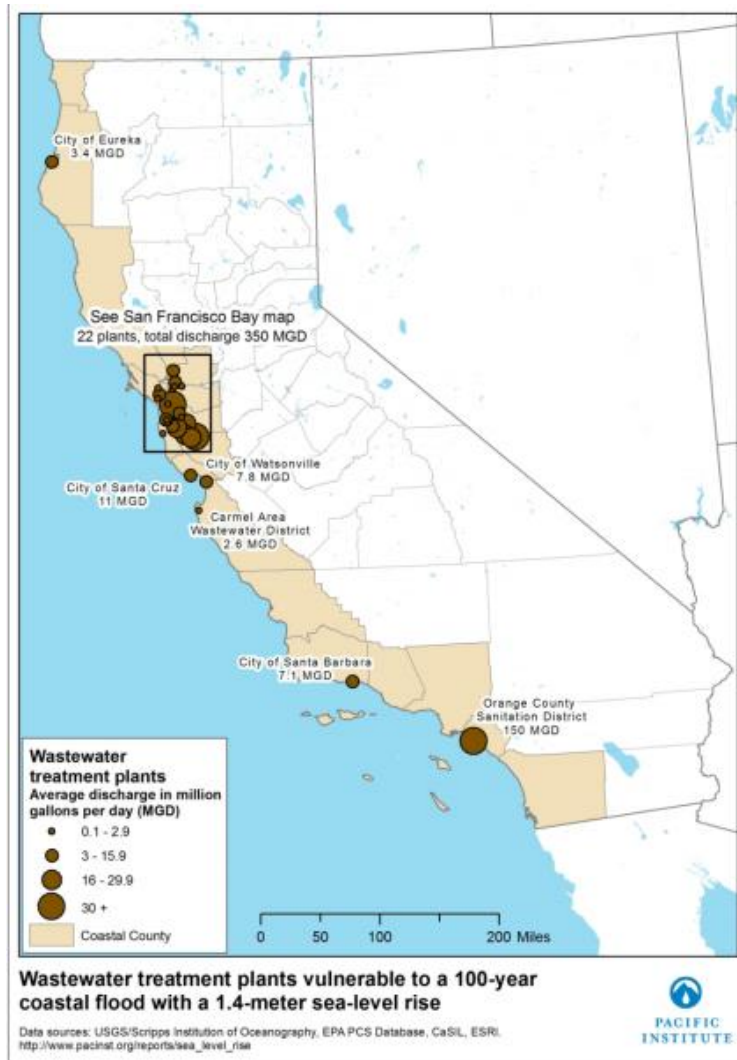 City of Eureka
3.4 MGD
See San Francisco Bay map
22 plants, total discharge 350 MGD
City of Watsonville
7.8 MGD
City of Santa Cruz
11 MGD
Carmel Area
Wastewater District
2.6 MGD
City of Santa Barbara
7.1 MGD
Orange County
Sanitation District
150 MGD
Wastewater
treatment plants
Average discharge in million
gallons per day (MGD)
0.1 - 2.9
3 - 15.9
16 - 29.9
30 +
Coastal County
0 50 100 200 Miles
Wastewater treatment plants vulnerable to a 100-year
coastal flood with a 1.4-meter sea-level rise
Data sources: USGS/Scripps Institution of Oceanography, EPA PCS Database, CaSIL, ESRI.
http://www.pacinst.org/reports/sea_level_rise
PACIFIC
INSTITUTE